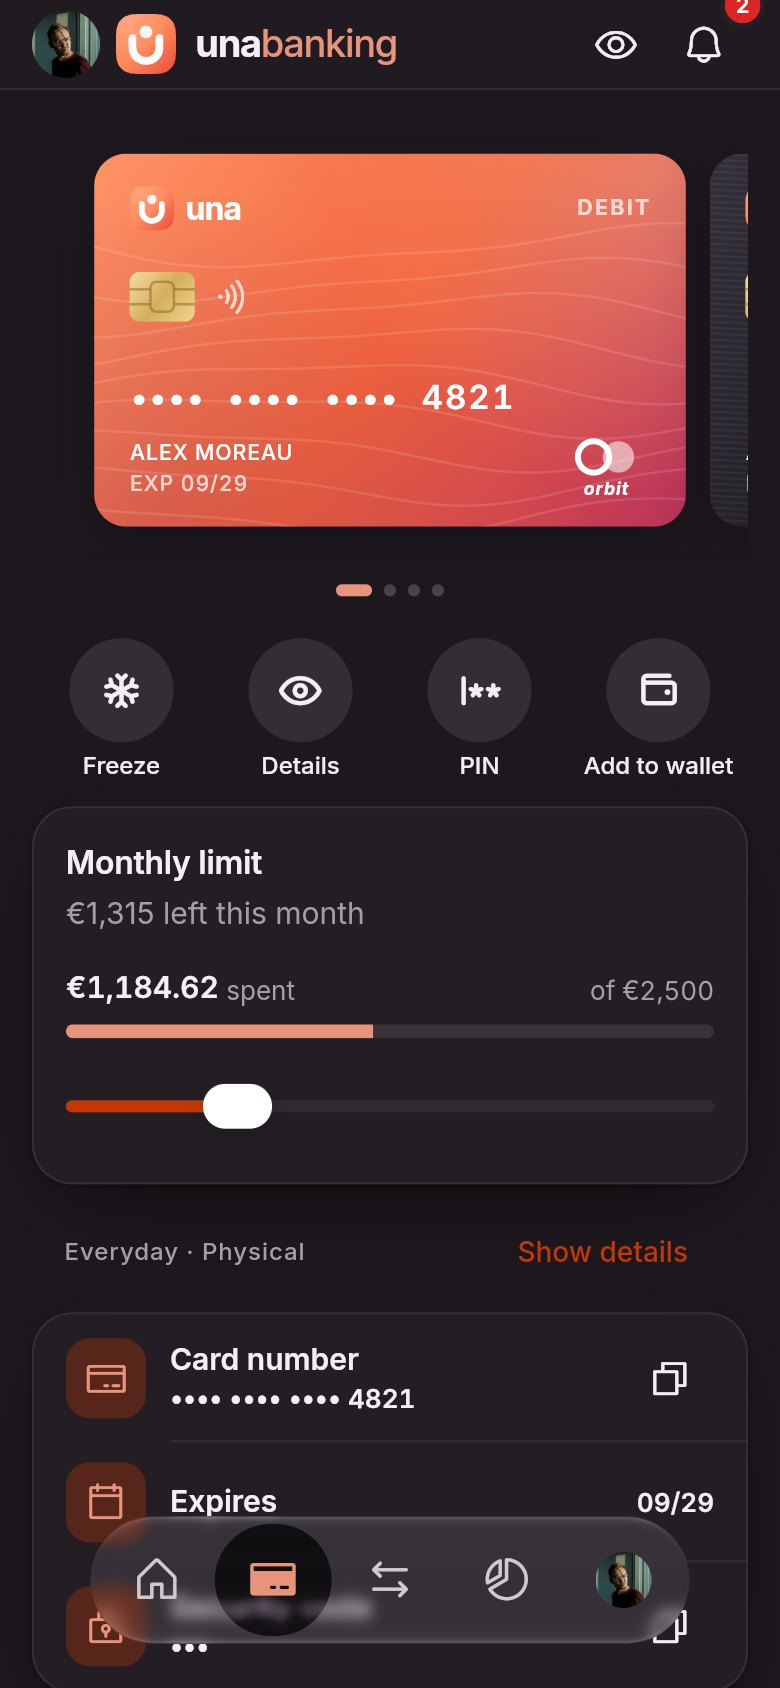 2
unabanking
una
DEBIT
•••• •••• •••• 4821
ALEX MOREAU
EXP 09/29
orbit
Freeze
Details
PIN
Add to wallet
Monthly limit
€1,315 left this month
€1,184.62 spent
of €2,500
Everyday · Physical
Show details
Card number
•••• •••• •••• 4821
Expires
09/29
•••